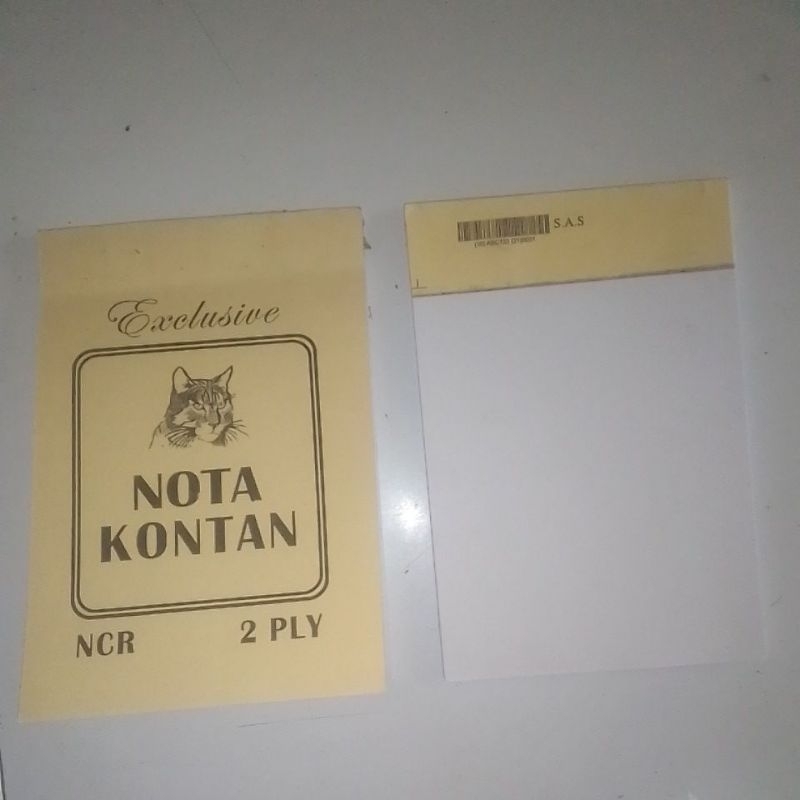 Exclusive
NOTA
KONTAN
NCR
2 PLY
S.A.S